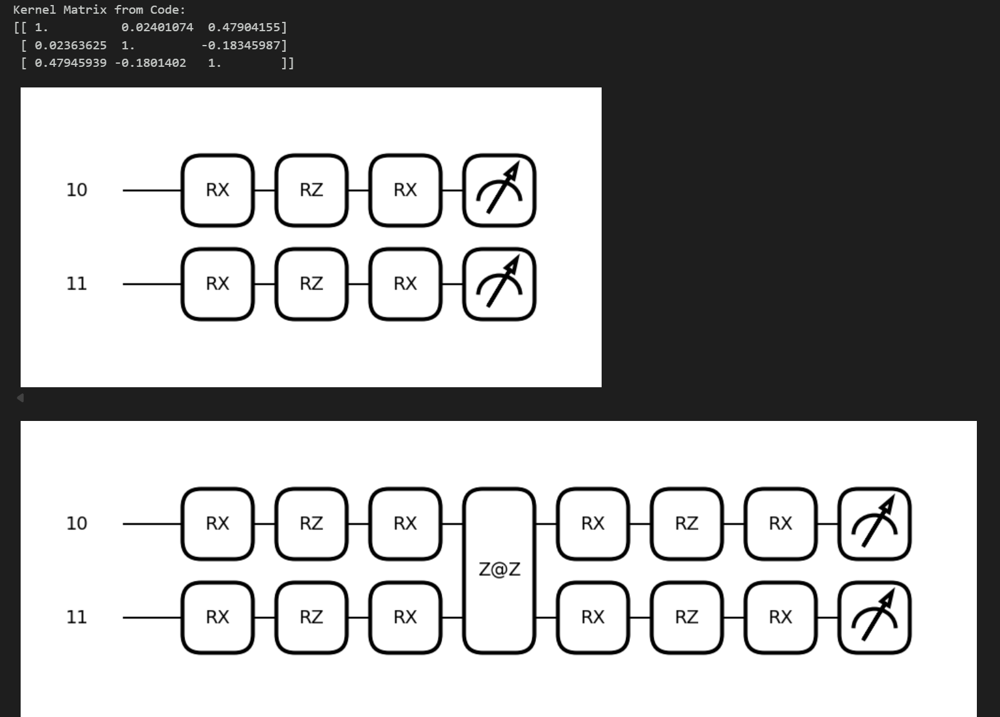 Kernel Matrix from Code:
[[ 1.          0.02401074  0.47904155]
 [ 0.02363625  1.         -0.18345987]
 [ 0.47945939 -0.1801402   1.        ]]
10 RX RZ RX
11 RX RZ RX
10 RX RZ RX RX RZ RX
Z@Z
11 RX RZ RX RX RZ RX